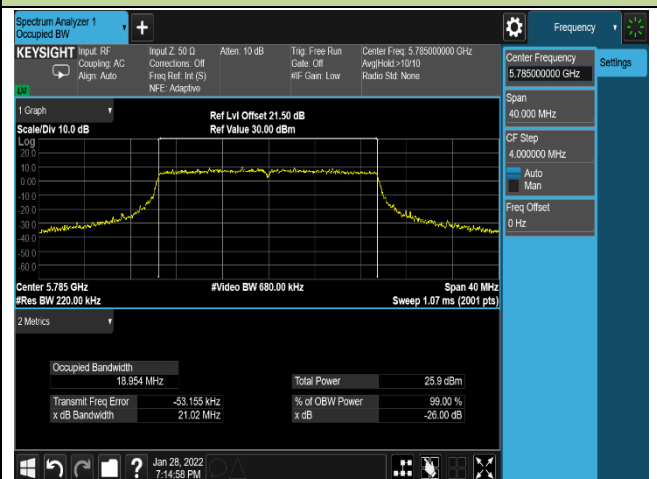 Spectrum Analyzer 1
Occupied BW
Frequency
KEYSIGHT
Input: RF
Coupling: AC
Align: Auto
Input Z: 50 Ω
Corrections: Off
Freq Ref: Int (S)
NFE: Adaptive
Atten: 10 dB
Trig: Free Run
Gate: Off
#IF Gain: Low
Center Freq: 5.785000000 GHz
Avg|Hold:>10/10
Radio Std: None
Center Frequency
5.785000000 GHz
Settings
Span
40.000 MHz
CF Step
4.000000 MHz
Auto
Man
Freq Offset
0 Hz
1 Graph
Scale/Div 10.0 dB
Ref Lvl Offset 21.50 dB
Ref Value 30.00 dBm
Log
20.0
10.0
0.00
-10.0
-20.0
-30.0
-40.0
-50.0
-60.0
Center 5.785 GHz
#Video BW 680.00 kHz
Span 40 MHz
#Res BW 220.00 kHz
Sweep 1.07 ms (2001 pts)
2 Metrics
Occupied Bandwidth
18.954 MHz
Total Power 25.9 dBm
Transmit Freq Error -53.155 kHz
% of OBW Power 99.00 %
x dB Bandwidth 21.02 MHz
x dB -26.00 dB
?
Jan 28, 2022
7:14:58 PM